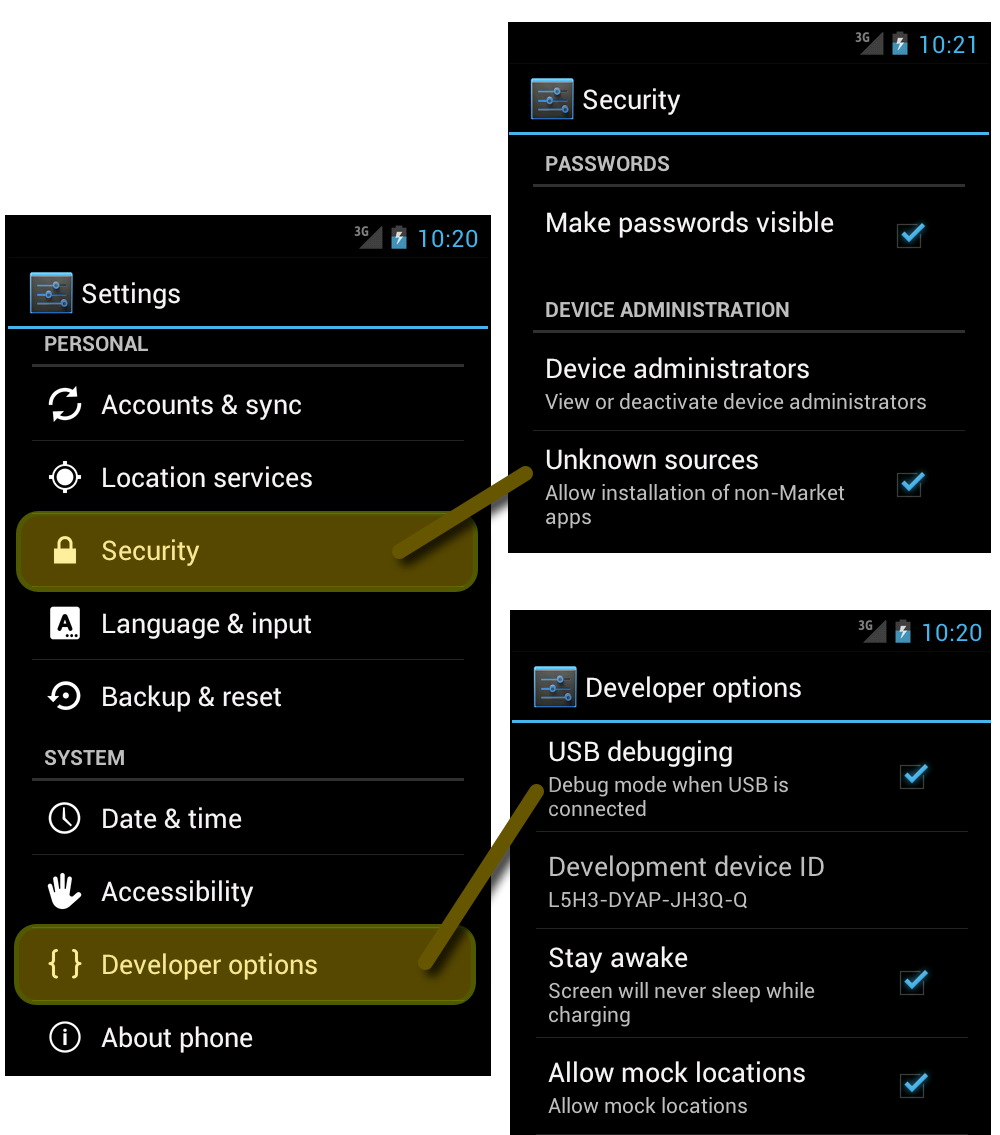 3G 10:20
Settings
PERSONAL
Accounts & sync
Location services
Security
Language & input
Backup & reset
SYSTEM
Date & time
Accessibility
Developer options
About phone
3G 10:21
Security
PASSWORDS
Make passwords visible
DEVICE ADMINISTRATION
Device administrators
View or deactivate device administrators
Unknown sources
Allow installation of non-Market
apps
3G 10:20
Developer options
USB debugging
Debug mode when USB is
connected
Development device ID
L5H3-DYAP-JH3Q-Q
Stay awake
Screen will never sleep while
charging
Allow mock locations
Allow mock locations